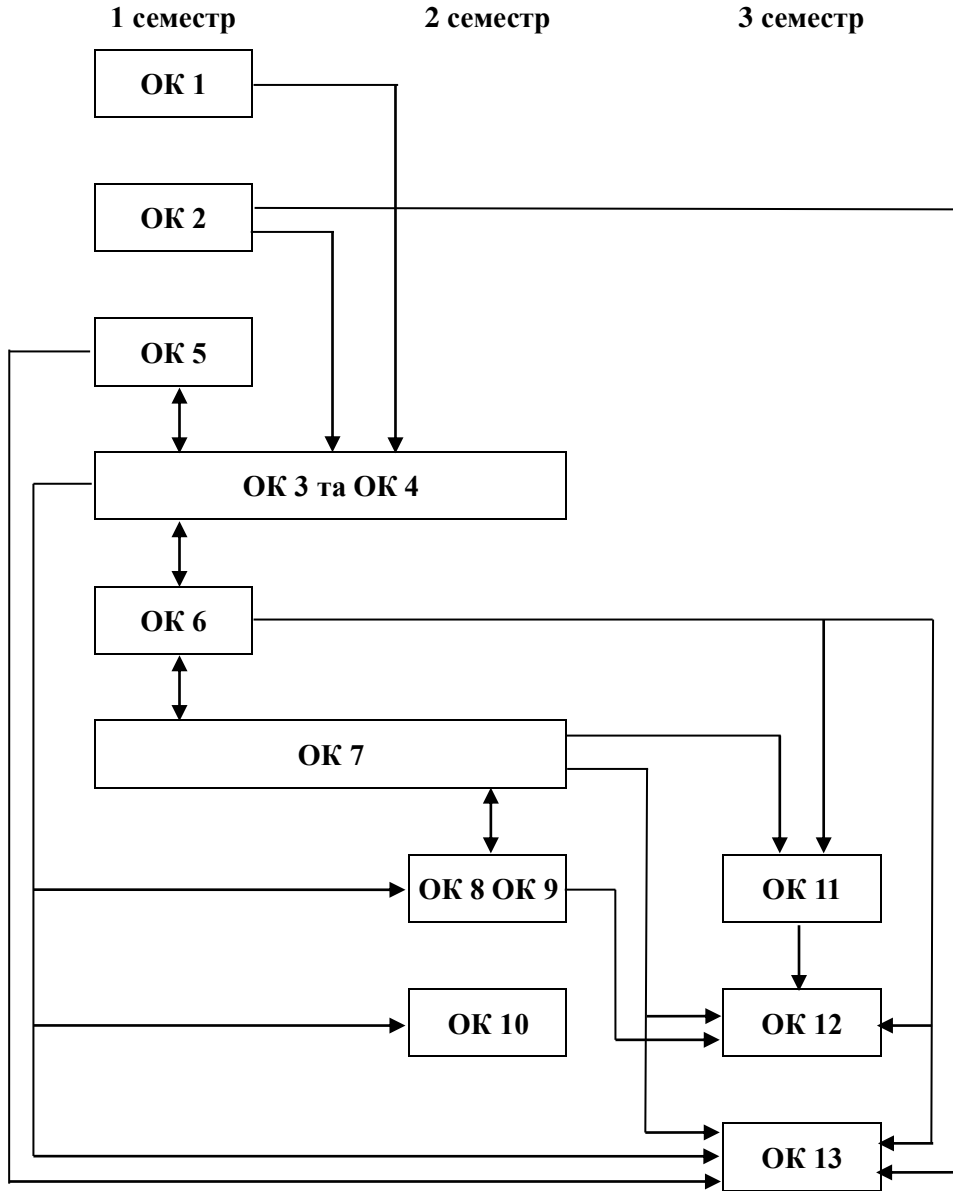 1 семестр 2 семестр 3 семестр
ОК 1
ОК 2
ОК 5
ОК 3 та ОК 4
ОК 6
ОК 7
ОК 8 ОК 9 ОК 11
ОК 10 ОК 12
ОК 13